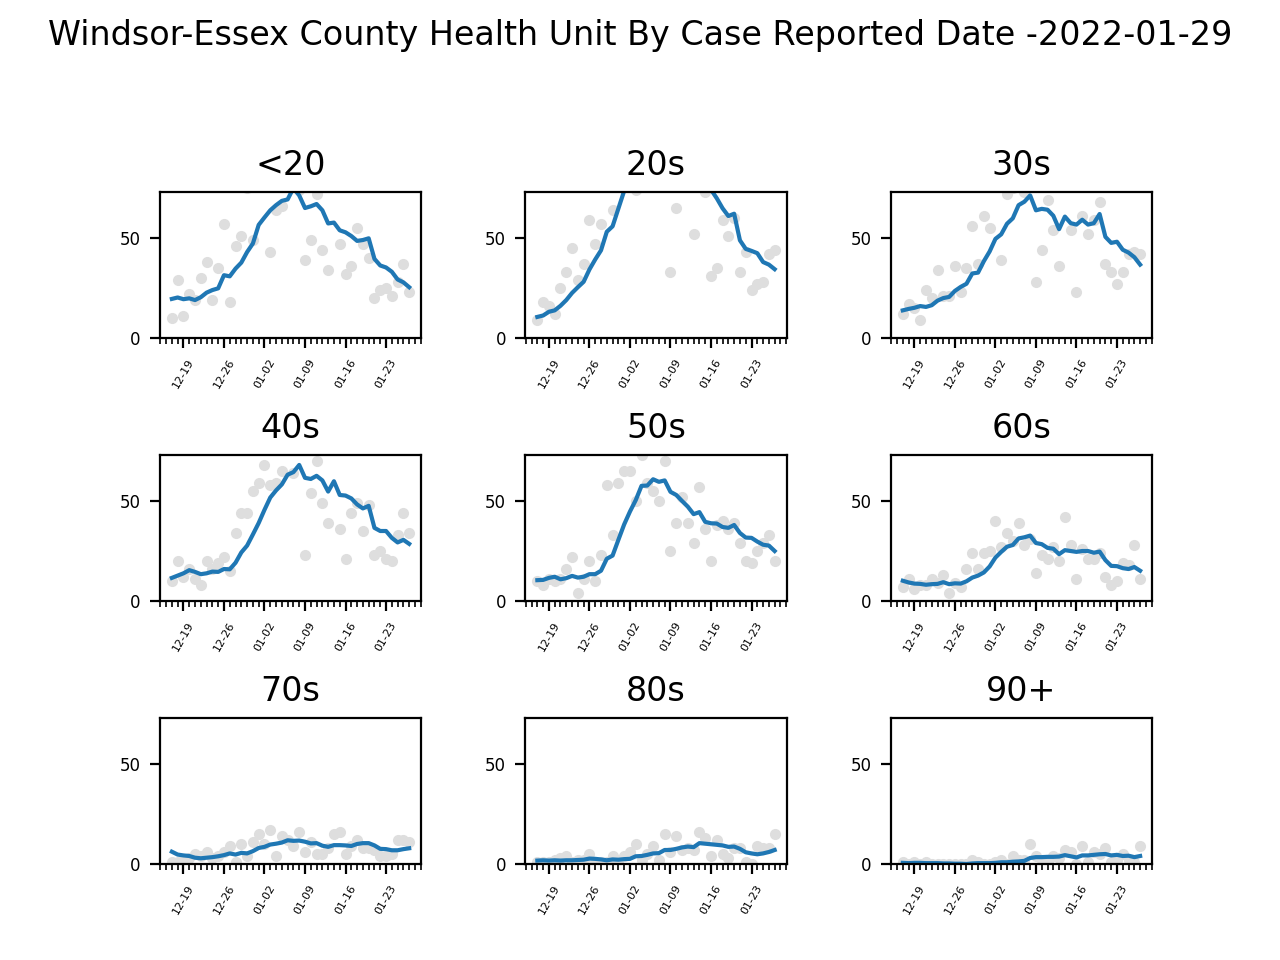 Windsor-Essex County Health Unit By Case Reported Date -2022-01-29
<20 20s 30s
50 50 50
0 0 0
12-19 12-26 01-02 01-09 01-16 01-23 12-19 12-26 01-02 01-09 01-16 01-23 12-19 12-26 01-02 01-09 01-16 01-23
40s 50s 60s
50 50 50
0 0 0
12-19 12-26 01-02 01-09 01-16 01-23 12-19 12-26 01-02 01-09 01-16 01-23 12-19 12-26 01-02 01-09 01-16 01-23
70s 80s 90+
50 50 50
0 0 0
12-19 12-26 01-02 01-09 01-16 01-23 12-19 12-26 01-02 01-09 01-16 01-23 12-19 12-26 01-02 01-09 01-16 01-23